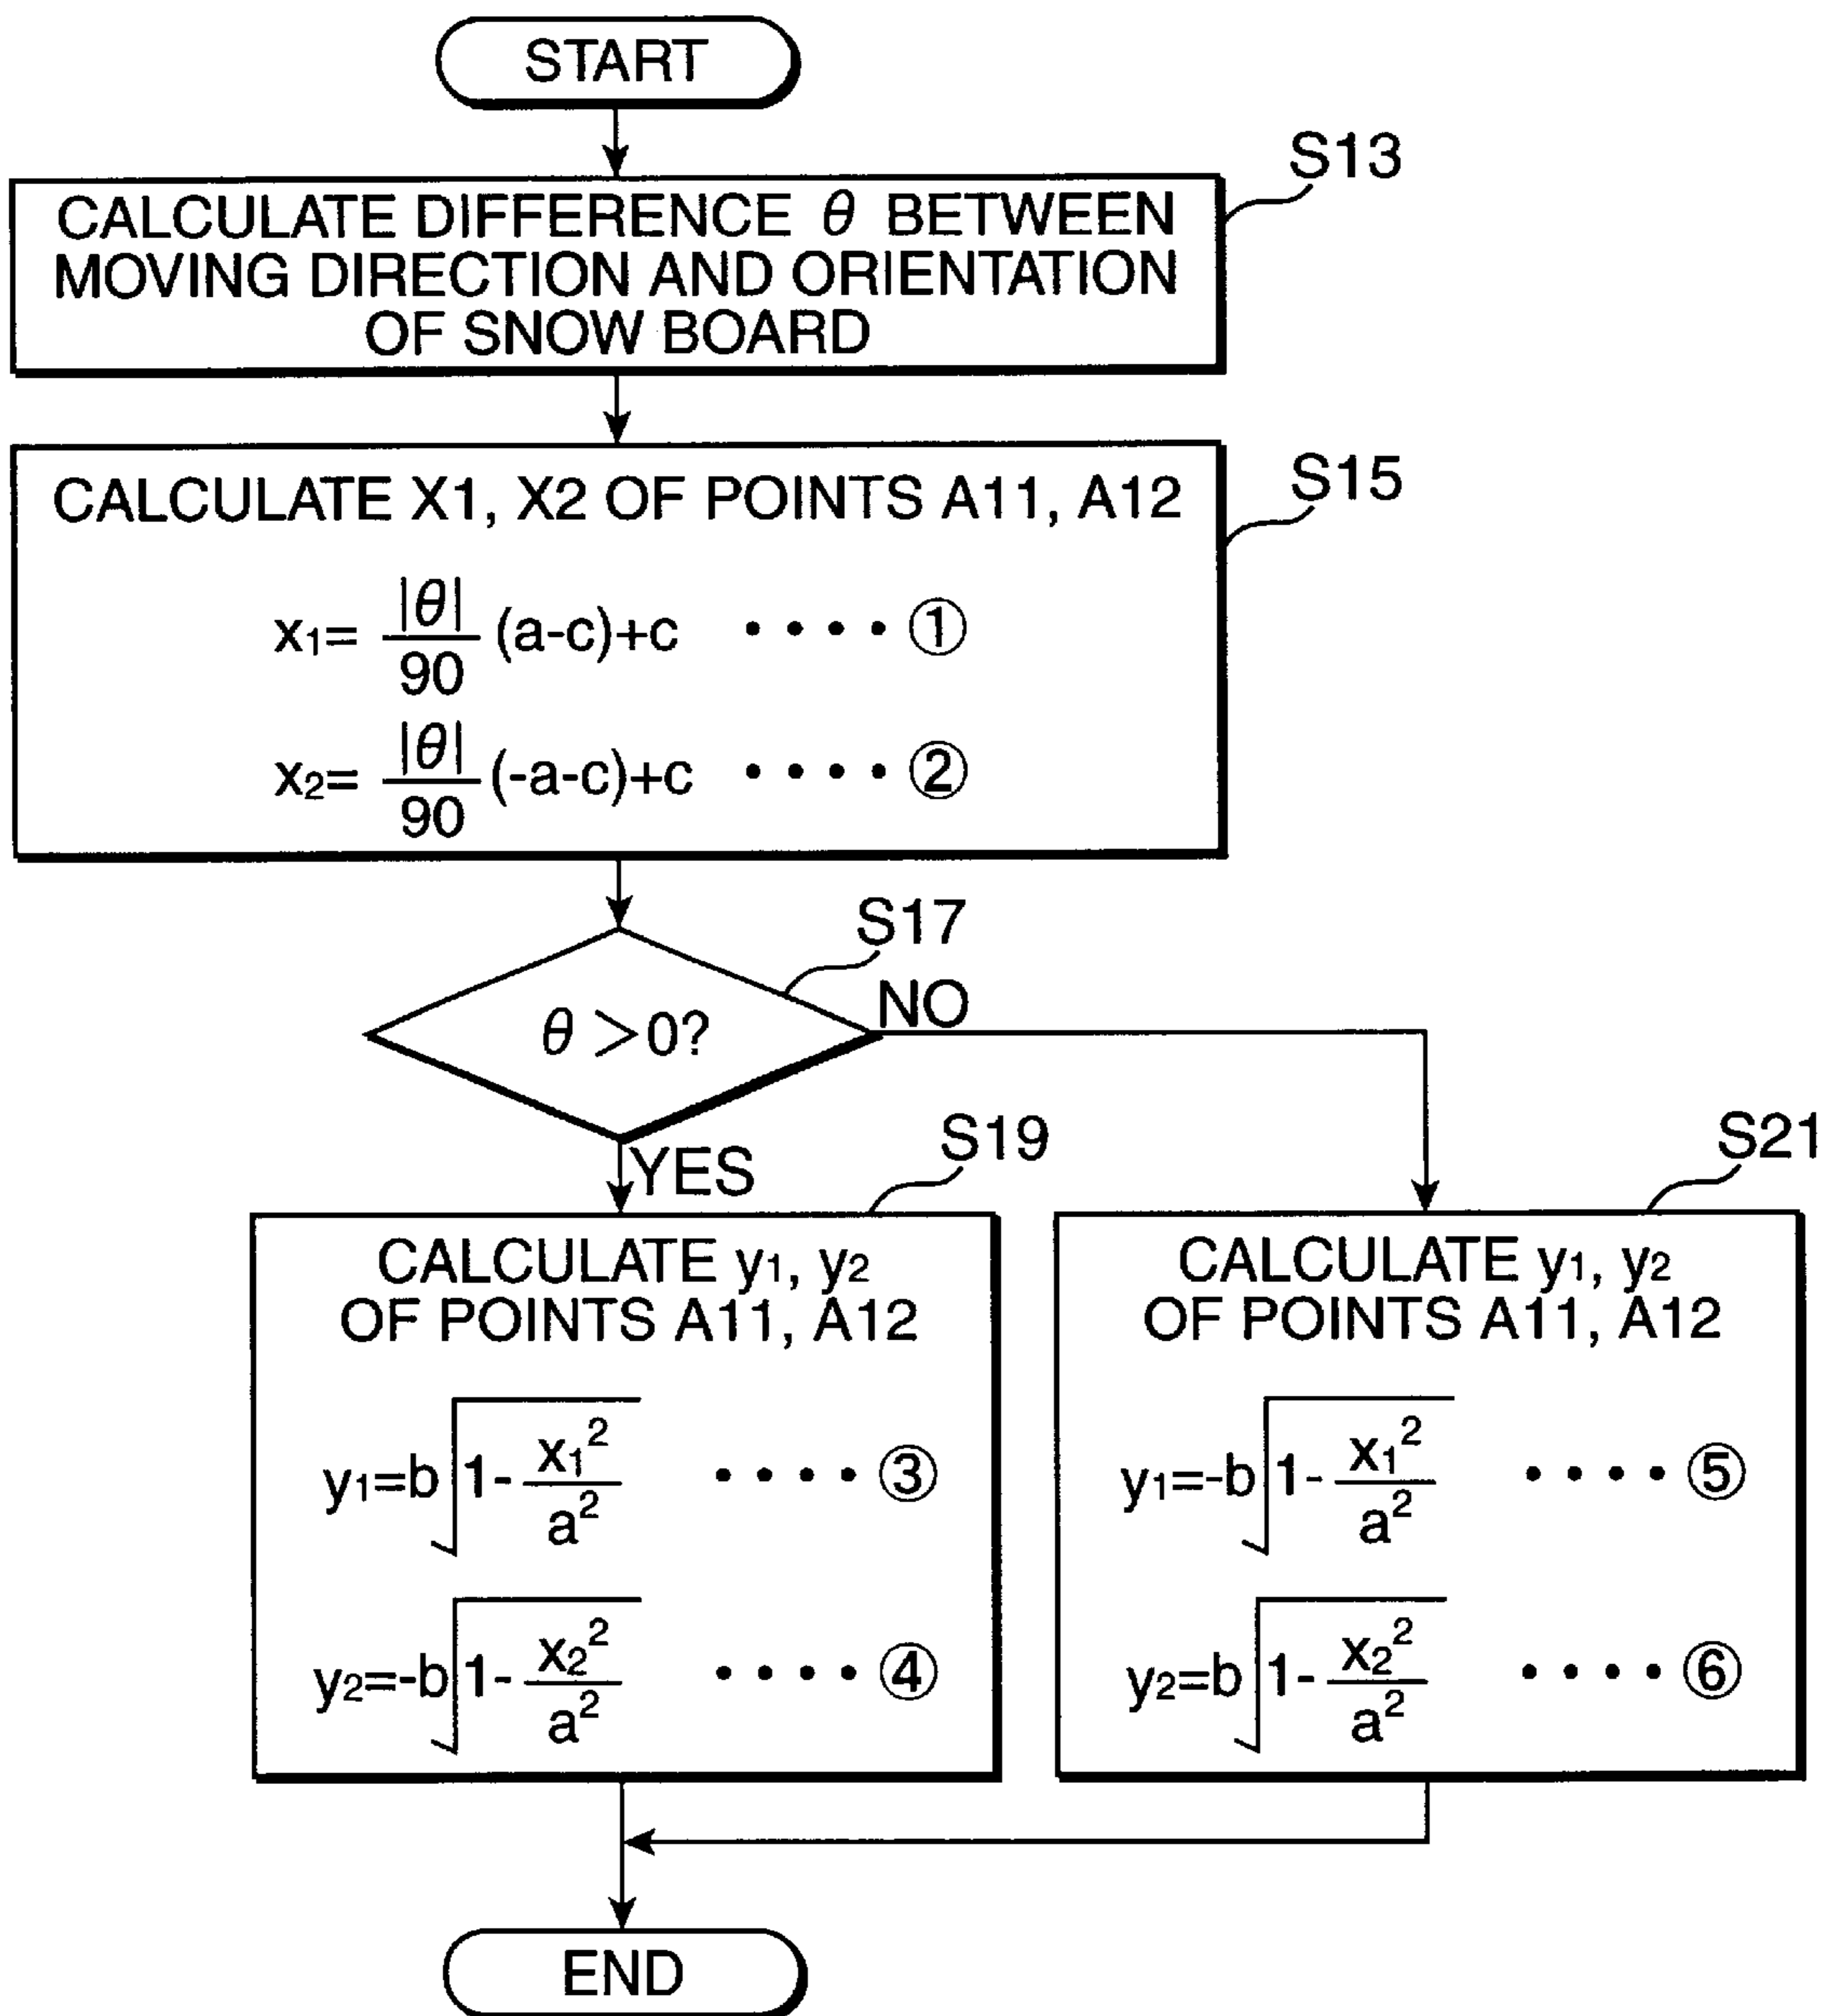 START
S13
CALCULATE DIFFERENCE θ BETWEEN
MOVING DIRECTION AND ORIENTATION
OF SNOW BOARD
S15
CALCULATE X1, X2 OF POINTS A11, A12
x₁= |θ|/90 (a-c)+c ‥‥ ①
x₂= |θ|/90 (-a-c)+c ‥‥ ②
S17
θ >0?
NO
YES
S19
CALCULATE y₁, y₂
OF POINTS A11, A12
y₁=b√(1- x₁²/a²) ‥‥ ③
y₂=-b√(1- x₂²/a²) ‥‥ ④
S21
CALCULATE y₁, y₂
OF POINTS A11, A12
y₁=-b√(1- x₁²/a²) ‥‥ ⑤
y₂=b√(1- x₂²/a²) ‥‥ ⑥
END